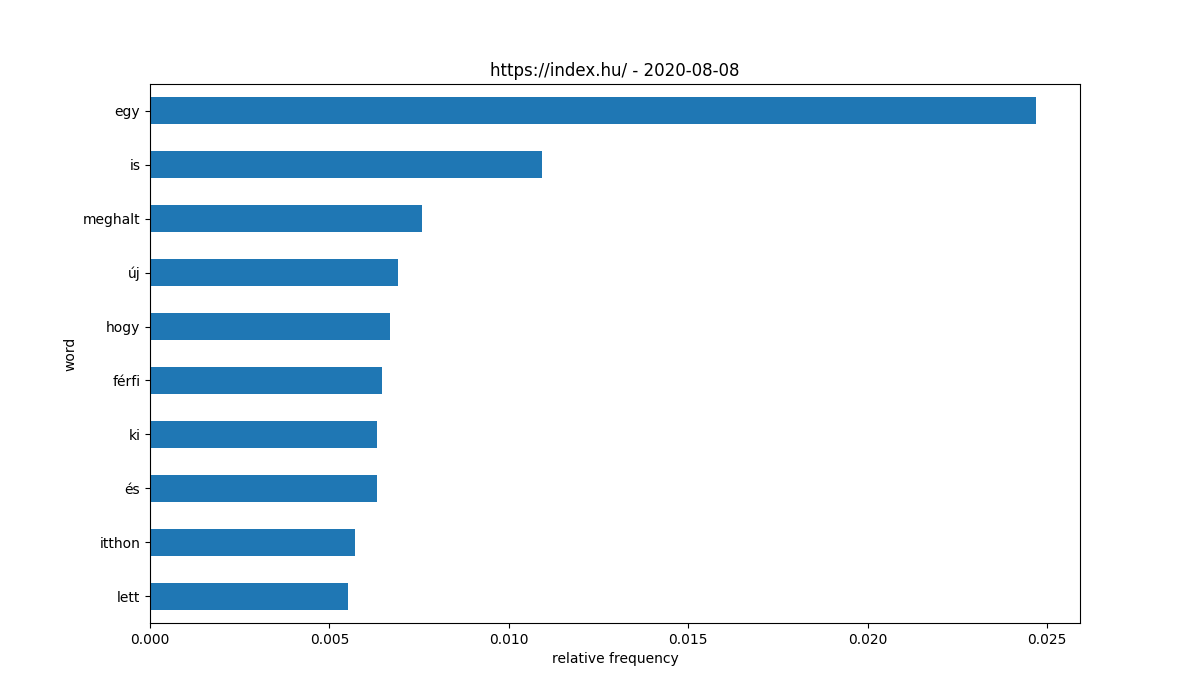 https://index.hu/ - 2020-08-08
egy
is
meghalt
új
hogy
férfi
ki
és
itthon
lett
word
0.000 0.005 0.010 0.015 0.020 0.025
relative frequency